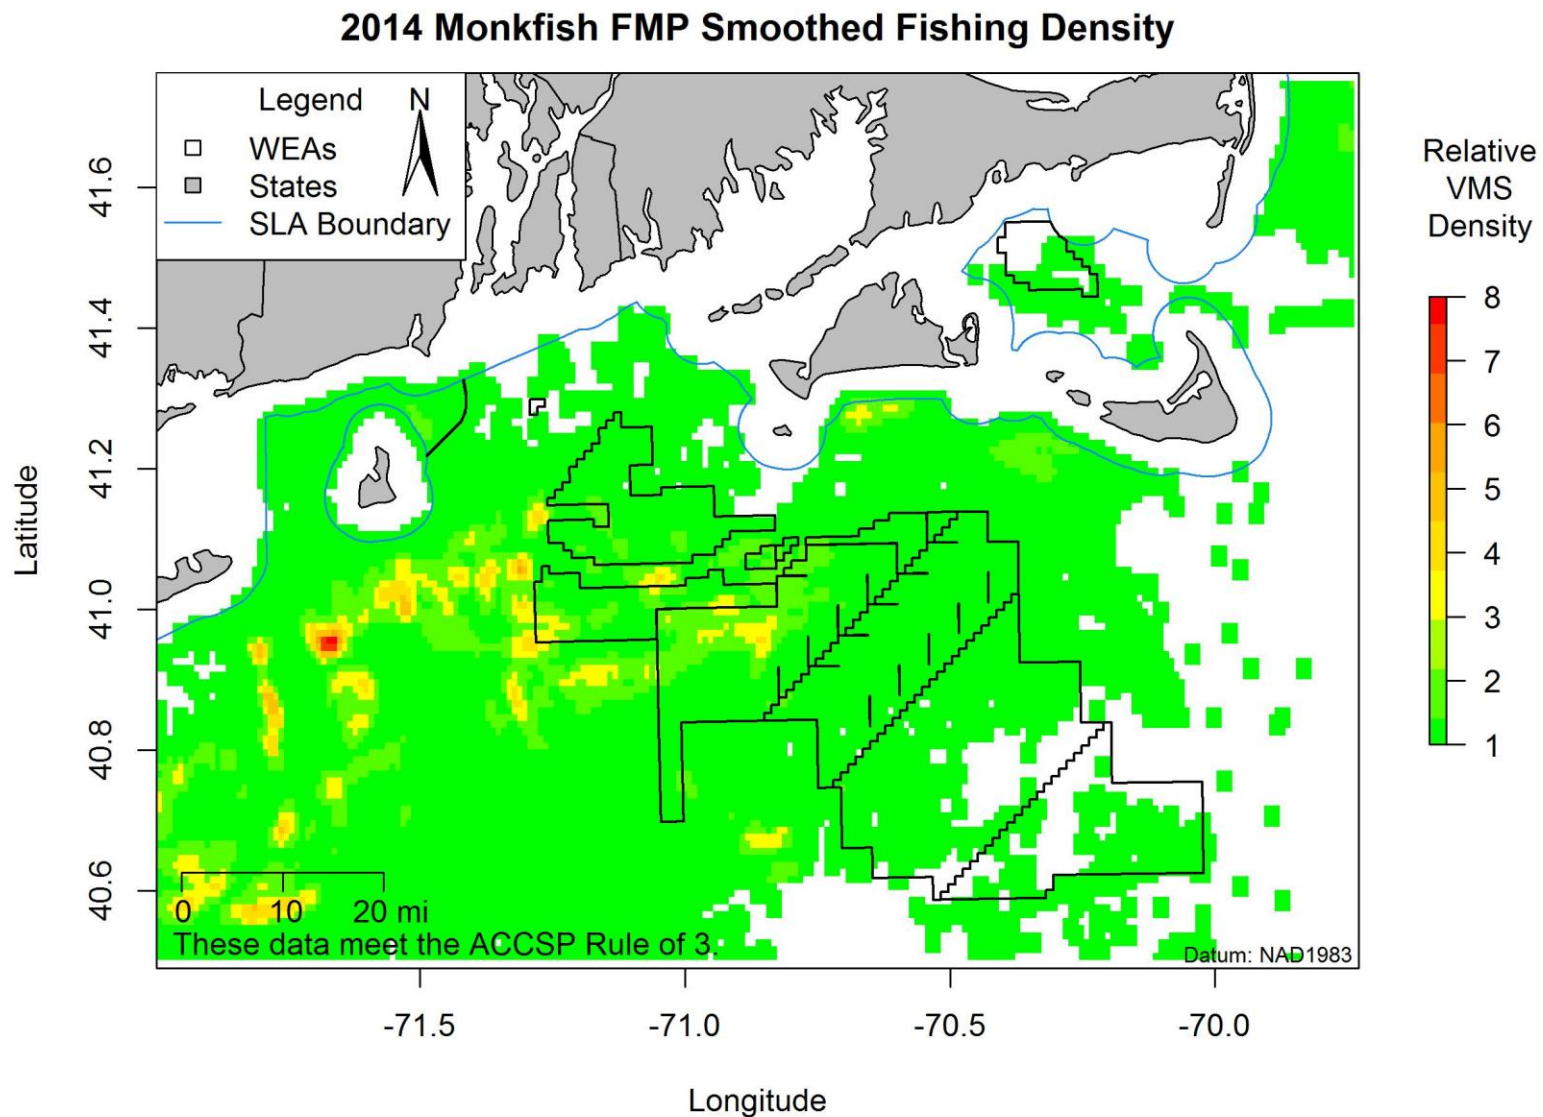 2014 Monkfish FMP Smoothed Fishing Density
Legend
N
WEAs
States
SLA Boundary
Relative
VMS
Density
8
7
6
5
4
3
2
1
Latitude
41.6
41.4
41.2
41.0
40.8
40.6
0 10 20 mi
These data meet the ACCSP Rule of 3.
Datum: NAD1983
-71.5 -71.0 -70.5 -70.0
Longitude